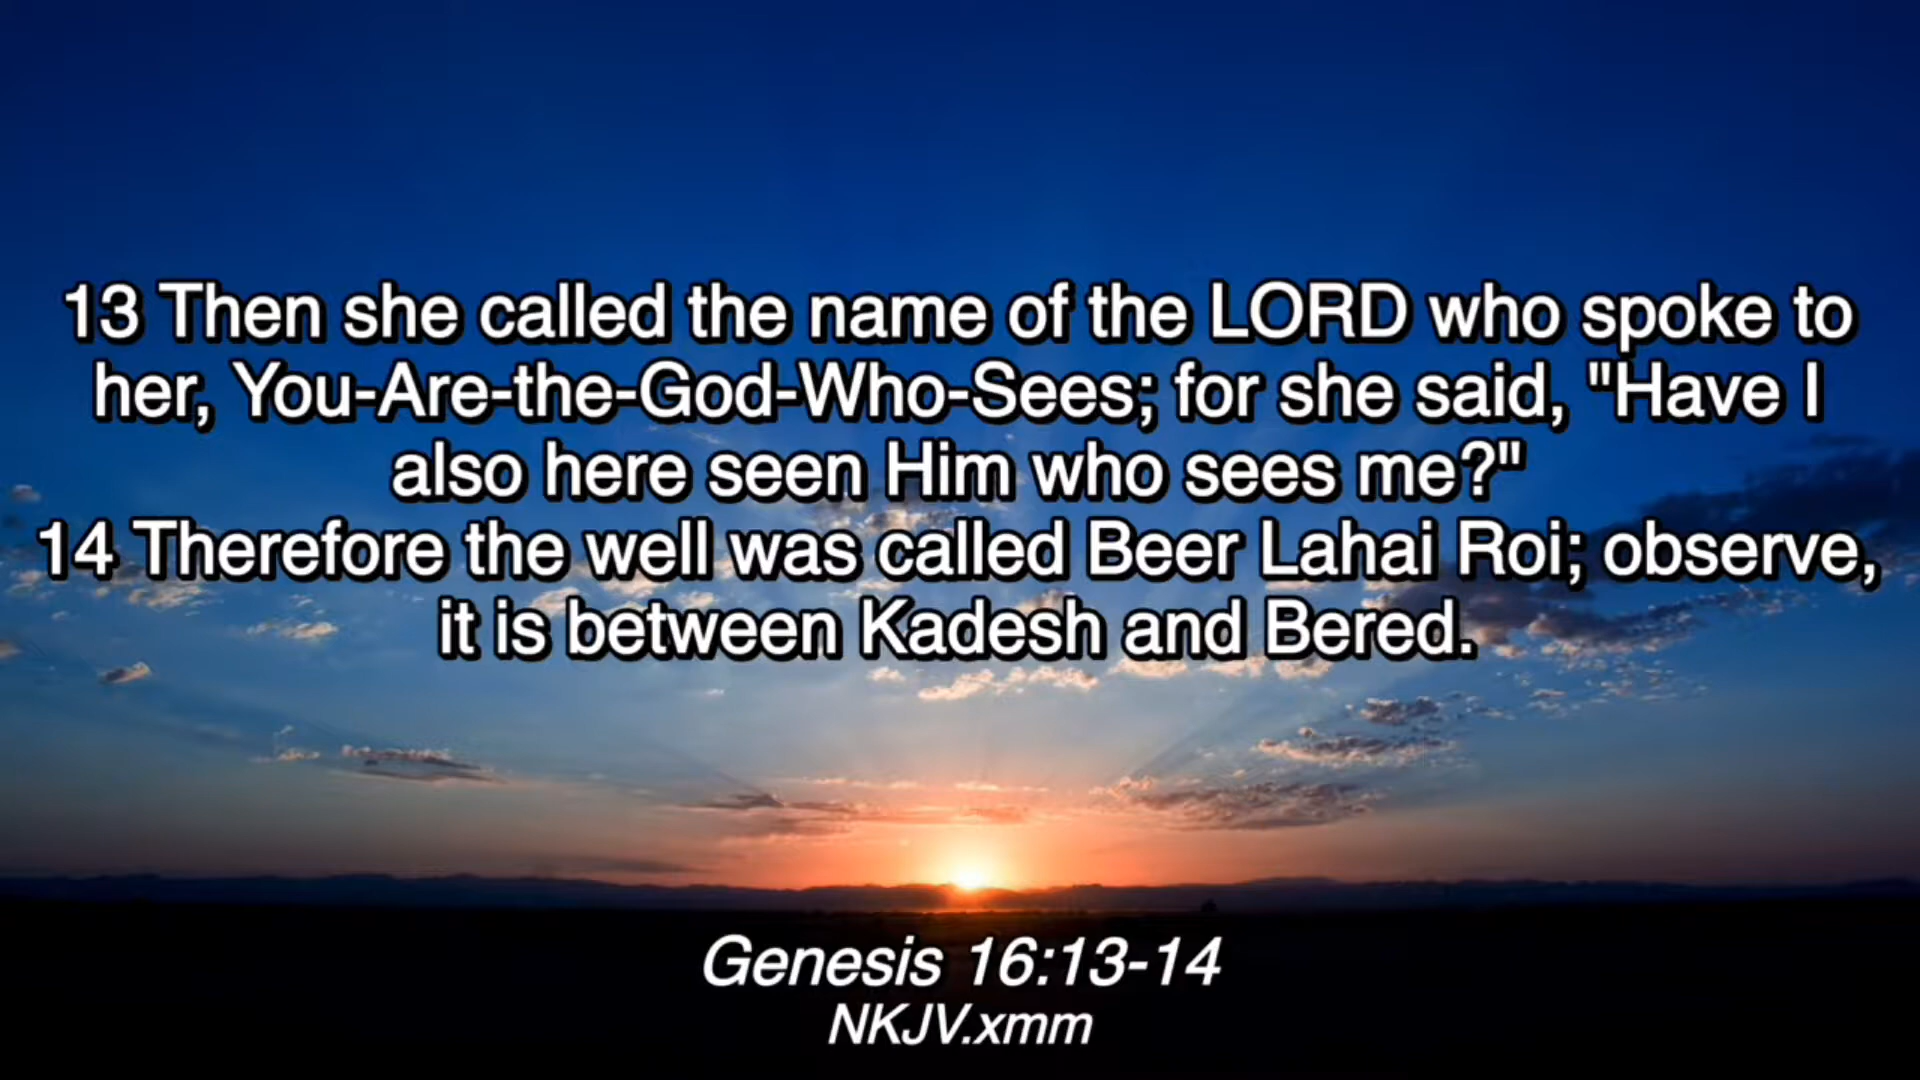 13 Then she called the name of the LORD who spoke to
her, You-Are-the-God-Who-Sees; for she said, "Have I
also here seen Him who sees me?"
14 Therefore the well was called Beer Lahai Roi; observe,
it is between Kadesh and Bered.
Genesis 16:13-14
NKJV.xmm